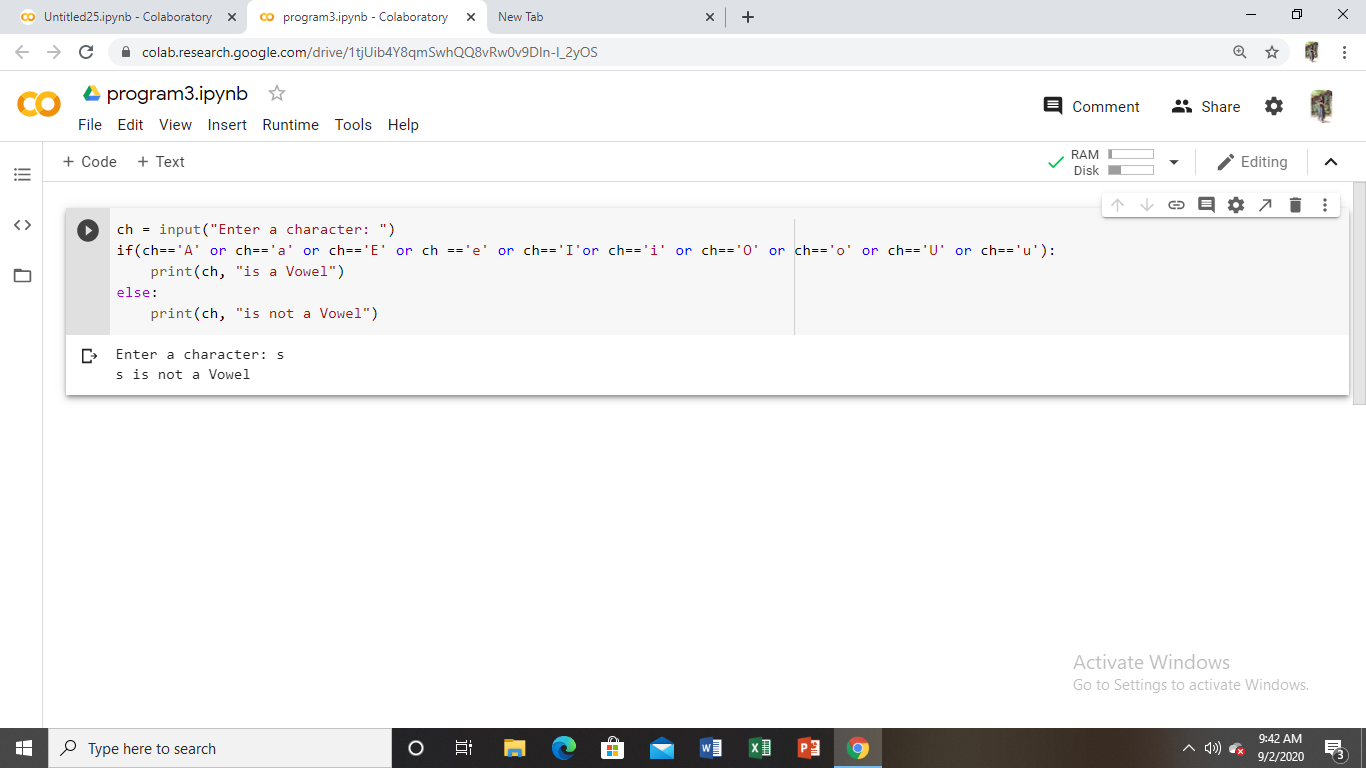 Untitled25.ipynb - Colaboratory
program3.ipynb - Colaboratory
New Tab
colab.research.google.com/drive/1tjUib4Y8qmSwhQQ8vRw0v9DIn-I_2yOS
program3.ipynb
File Edit View Insert Runtime Tools Help
Comment
Share
+ Code + Text
RAM
Disk
Editing
ch = input("Enter a character: ")
if(ch=='A' or ch=='a' or ch=='E' or ch =='e' or ch=='I'or ch=='i' or ch=='O' or ch=='o' or ch=='U' or ch=='u'):
    print(ch, "is a Vowel")
else:
    print(ch, "is not a Vowel")
Enter a character: s
s is not a Vowel
Activate Windows
Go to Settings to activate Windows.
Type here to search
9:42 AM
9/2/2020
3